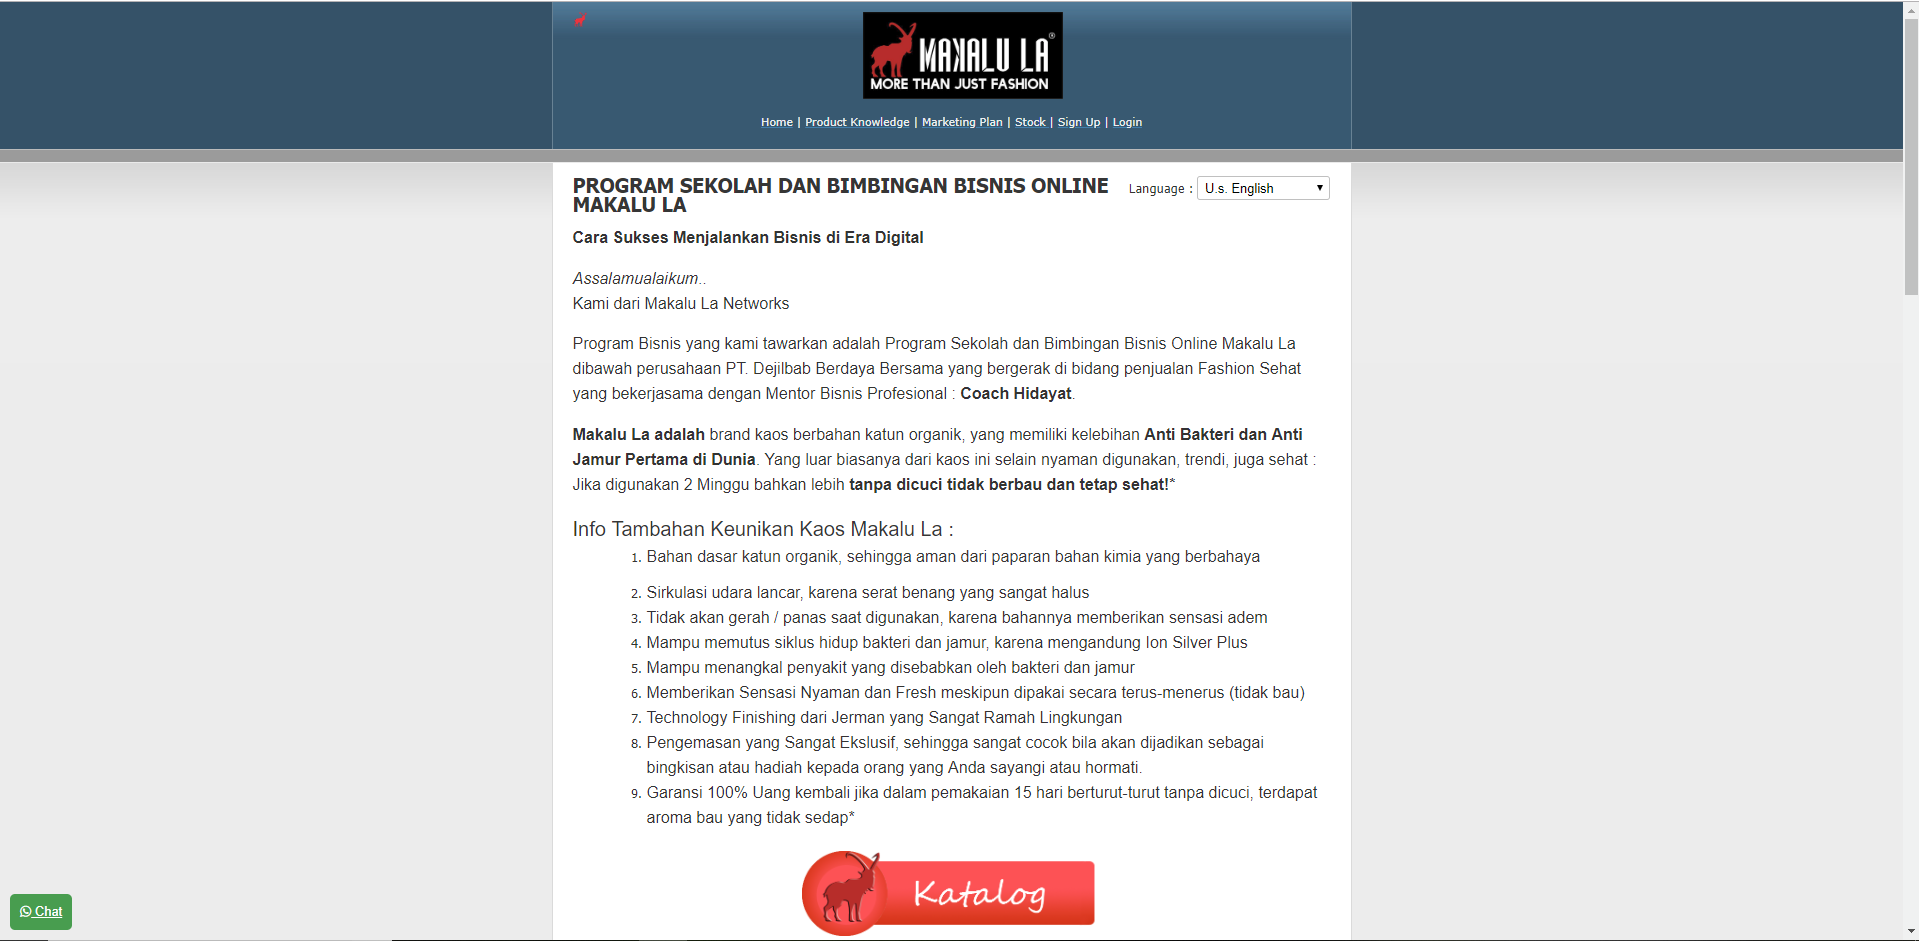 MAKALU LA®
MORE THAN JUST FASHION
Home | Product Knowledge | Marketing Plan | Stock | Sign Up | Login
PROGRAM SEKOLAH DAN BIMBINGAN BISNIS ONLINE
MAKALU LA
Language : U.s. English
Cara Sukses Menjalankan Bisnis di Era Digital
Assalamualaikum..
Kami dari Makalu La Networks
Program Bisnis yang kami tawarkan adalah Program Sekolah dan Bimbingan Bisnis Online Makalu La
dibawah perusahaan PT. Dejilbab Berdaya Bersama yang bergerak di bidang penjualan Fashion Sehat
yang bekerjasama dengan Mentor Bisnis Profesional : Coach Hidayat.
Makalu La adalah brand kaos berbahan katun organik, yang memiliki kelebihan Anti Bakteri dan Anti
Jamur Pertama di Dunia. Yang luar biasanya dari kaos ini selain nyaman digunakan, trendi, juga sehat :
Jika digunakan 2 Minggu bahkan lebih tanpa dicuci tidak berbau dan tetap sehat!*
Info Tambahan Keunikan Kaos Makalu La :
1. Bahan dasar katun organik, sehingga aman dari paparan bahan kimia yang berbahaya
2. Sirkulasi udara lancar, karena serat benang yang sangat halus
3. Tidak akan gerah / panas saat digunakan, karena bahannya memberikan sensasi adem
4. Mampu memutus siklus hidup bakteri dan jamur, karena mengandung Ion Silver Plus
5. Mampu menangkal penyakit yang disebabkan oleh bakteri dan jamur
6. Memberikan Sensasi Nyaman dan Fresh meskipun dipakai secara terus-menerus (tidak bau)
7. Technology Finishing dari Jerman yang Sangat Ramah Lingkungan
8. Pengemasan yang Sangat Ekslusif, sehingga sangat cocok bila akan dijadikan sebagai
bingkisan atau hadiah kepada orang yang Anda sayangi atau hormati.
9. Garansi 100% Uang kembali jika dalam pemakaian 15 hari berturut-turut tanpa dicuci, terdapat
aroma bau yang tidak sedap*
Katalog
Chat